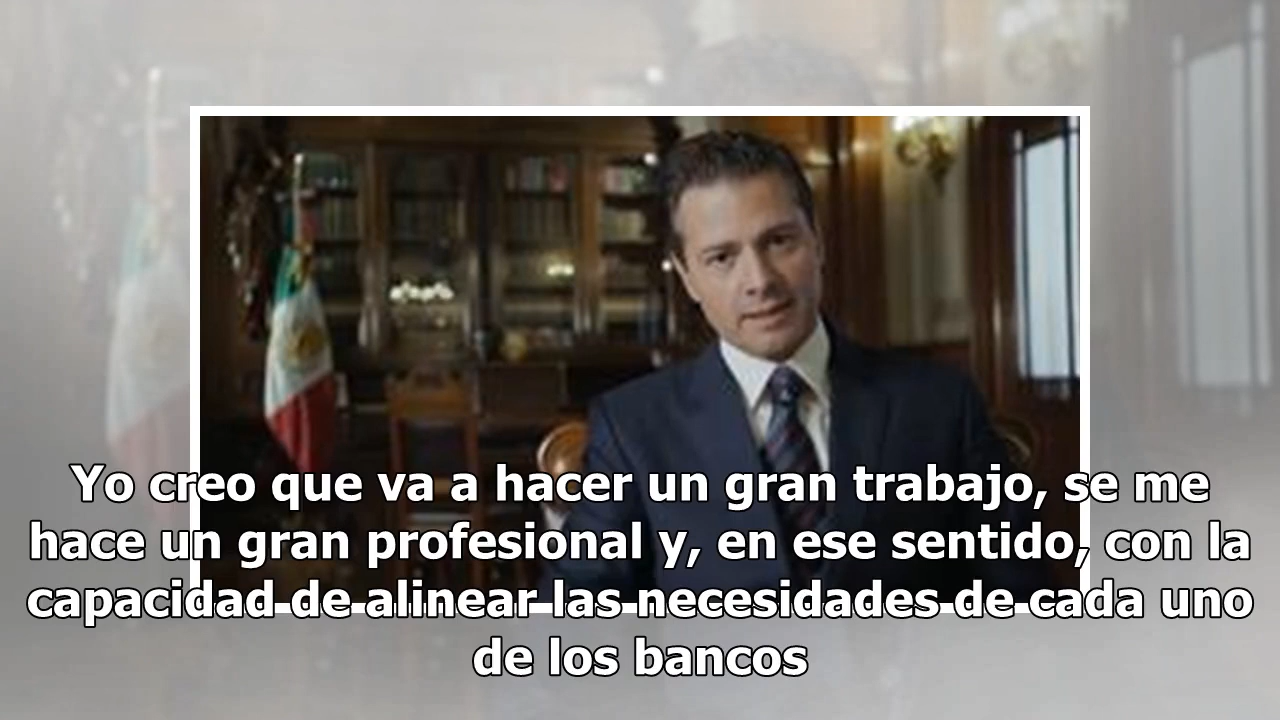 Yo creo que va a hacer un gran trabajo, se me
hace un gran profesional y, en ese sentido, con la
capacidad de alinear las necesidades de cada uno
de los bancos